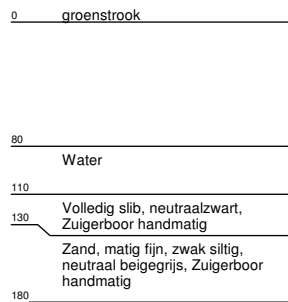 0 groenstrook
80
Water
110
Volledig slib, neutraalzwart,
130 Zuigerboor handmatig
Zand, matig fijn, zwak siltig,
neutraal beigegrijs, Zuigerboor
handmatig
180